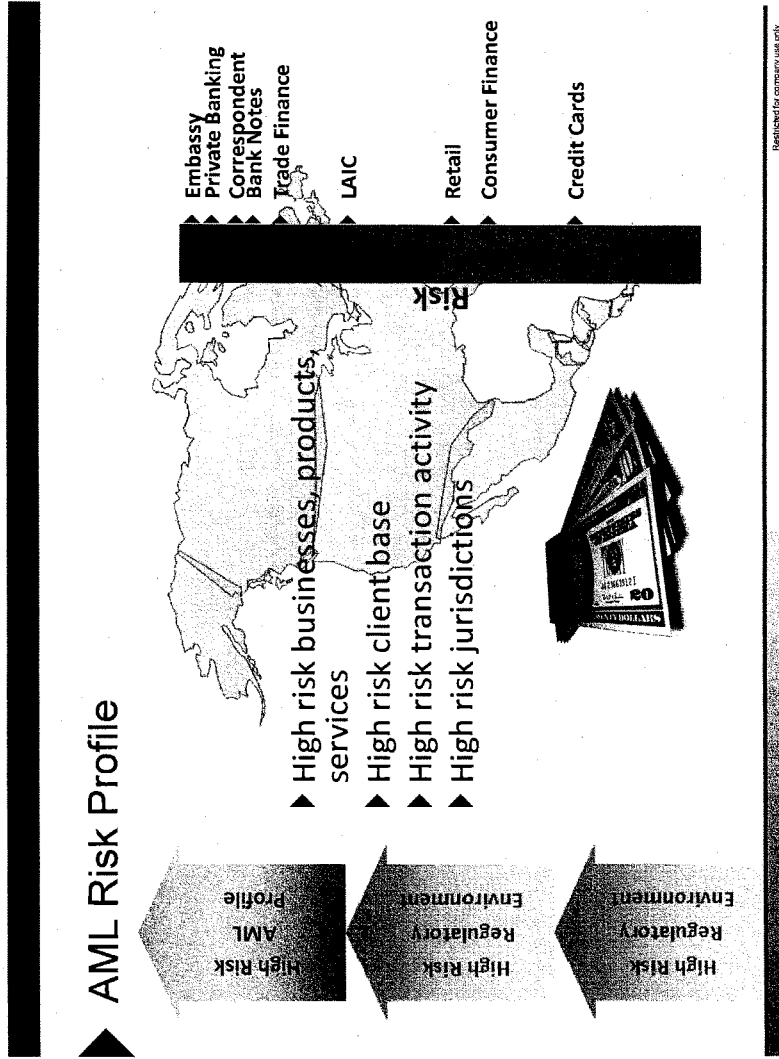 AML Risk Profile
High Risk
AML
Profile
High Risk
Regulatory
Environment
High Risk
Regulatory
Environment
High risk businesses, products,
services
High risk client base
High risk transaction activity
High risk jurisdictions
Risk
Embassy
Private Banking
Correspondent
Bank Notes
Trade Finance
LAIC
Retail
Consumer Finance
Credit Cards
Restricted for company use only